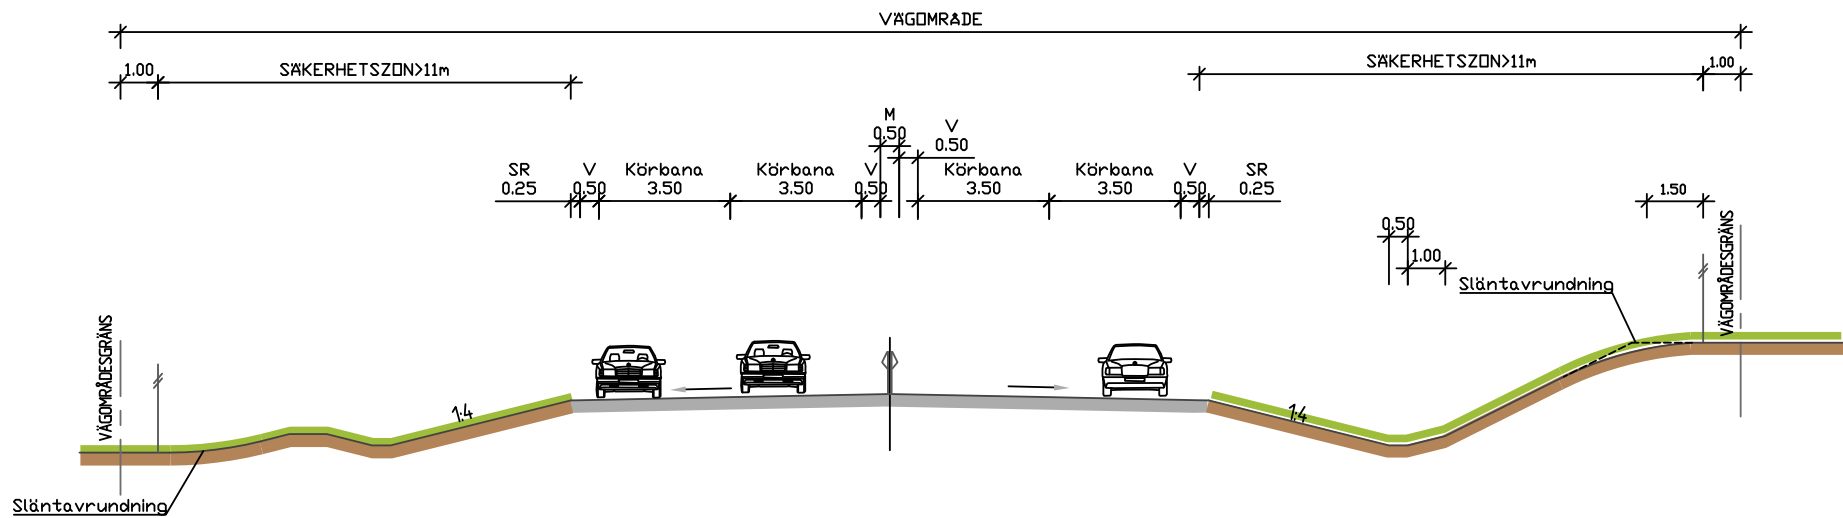 VÄGOMRÅDE
1.00
SÄKERHETSZON>11m
SÄKERHETSZON>11m
1.00
M
0.50
V
0.50
SR
0.25
V
0.50
Körbana
3.50
Körbana
3.50
V
0.50
Körbana
3.50
Körbana
3.50
V
0.50
SR
0.25
1.50
0.50
1.00
Släntavrundning
VÄGOMRÅDESGRÄNS
VÄGOMRÅDESGRÄNS
1:4
1:4
Släntavrundning